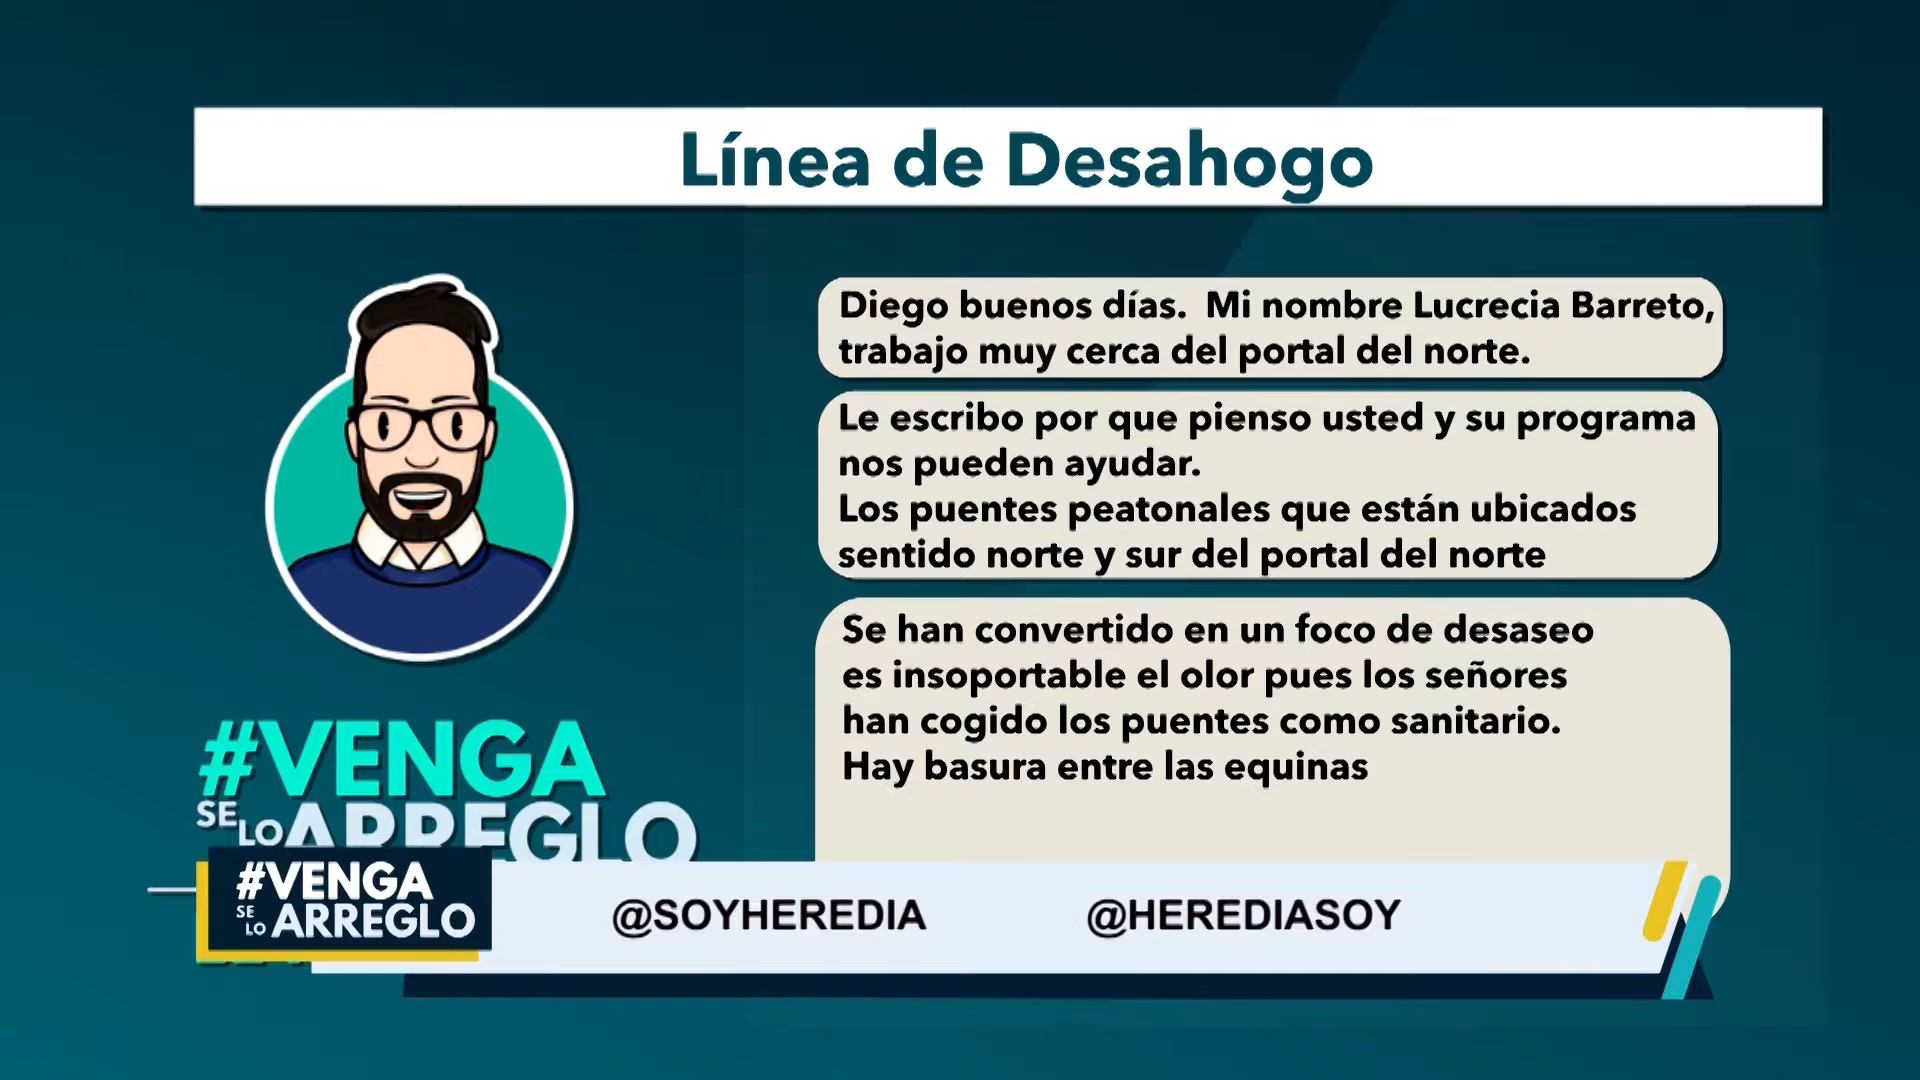 Línea de Desahogo
Diego buenos días. Mi nombre Lucrecia Barreto,
trabajo muy cerca del portal del norte.
Le escribo por que pienso usted y su programa
nos pueden ayudar.
Los puentes peatonales que están ubicados
sentido norte y sur del portal del norte
Se han convertido en un foco de desaseo
es insoportable el olor pues los señores
han cogido los puentes como sanitario.
Hay basura entre las equinas
#VENGA
SE LO ARREGLO
#VENGA
SE LO ARREGLO
@SOYHEREDIA @HEREDIASOY